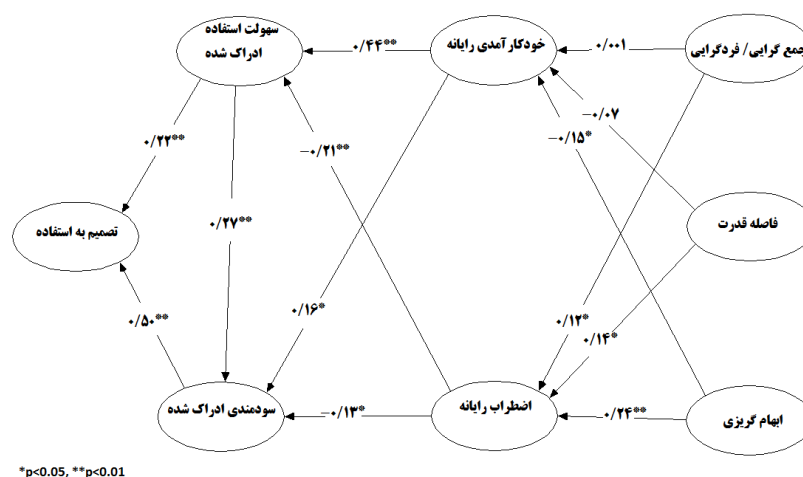 سهولت استفاده
ادراک شده
خودکارآمدی رایانه
جمع گرایی/ فردگرایی
۰/۴۴**
۰/۰۰۱
-۰/۰۷
-۰/۱۵*
۰/۲۲**
-۰/۲۱**
تصمیم به استفاده
۰/۲۷**
فاصله قدرت
۰/۵۰**
۰/۱۶*
۰/۱۲*
۰/۱۴*
سودمندی ادراک شده
-۰/۱۳*
اضطراب رایانه
۰/۲۴**
ابهام گریزی
*p<0.05, **p<0.01